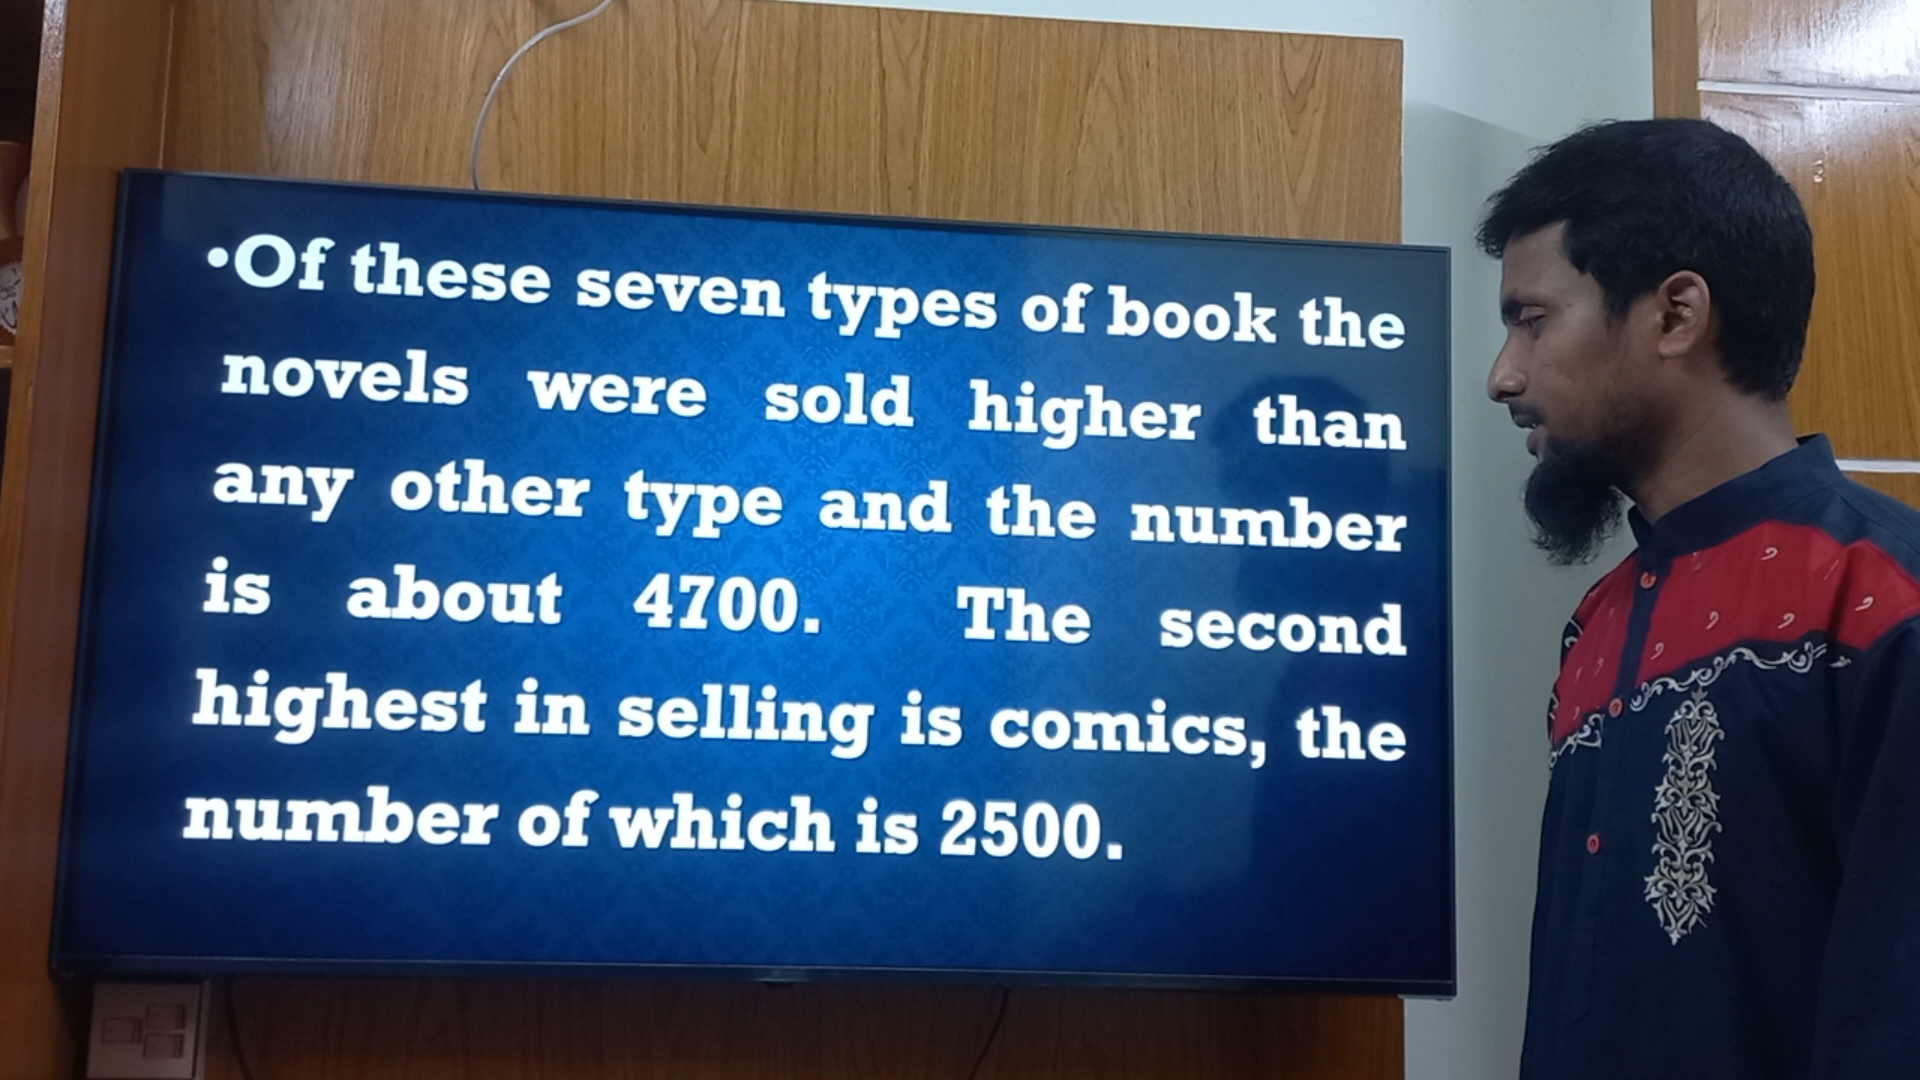 •Of these seven types of book the
novels were sold higher than
any other type and the number
is about 4700. The second
highest in selling is comics, the
number of which is 2500.